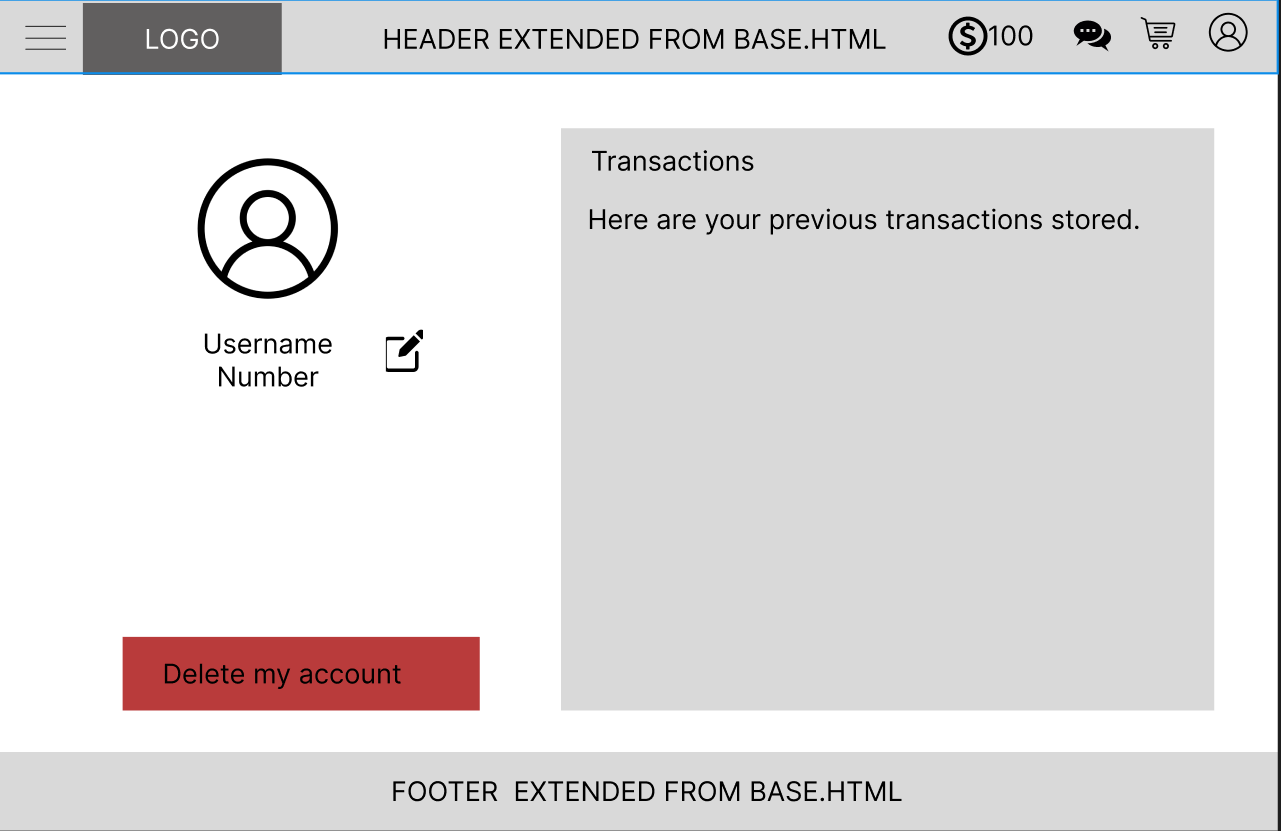 LOGO
HEADER EXTENDED FROM BASE.HTML
100
Transactions
Here are your previous transactions stored.
Username
Number
Delete my account
FOOTER EXTENDED FROM BASE.HTML